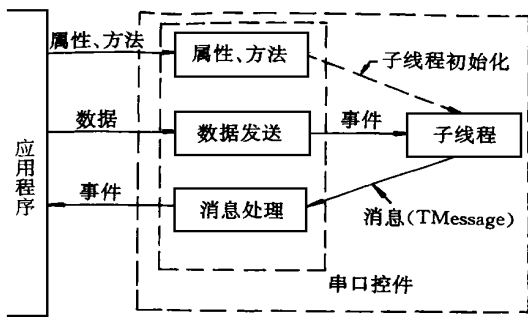 属性、方法
属性、方法
子线程初始化
数据
数据发送
事件
子线程
应用程序
事件
消息处理
消息(TMessage)
串口控件